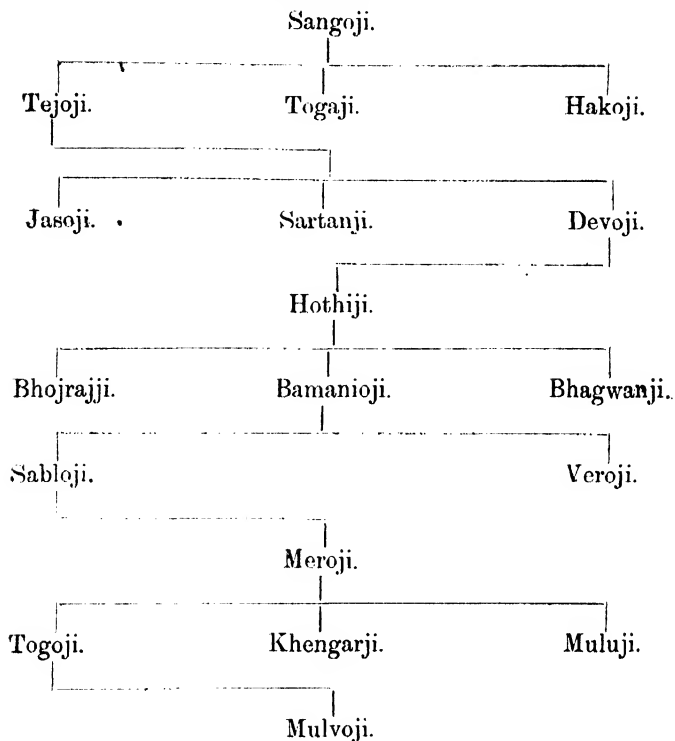 Sangoji.
Tejoji. Togaji. Hakoji.
Jasoji. Sartanji. Devoji.
Hothiji.
Bhojrajji. Bamanioji. Bhagwanji.
Sabloji. Veroji.
Meroji.
Togoji. Khengarji. Muluji.
Mulvoji.